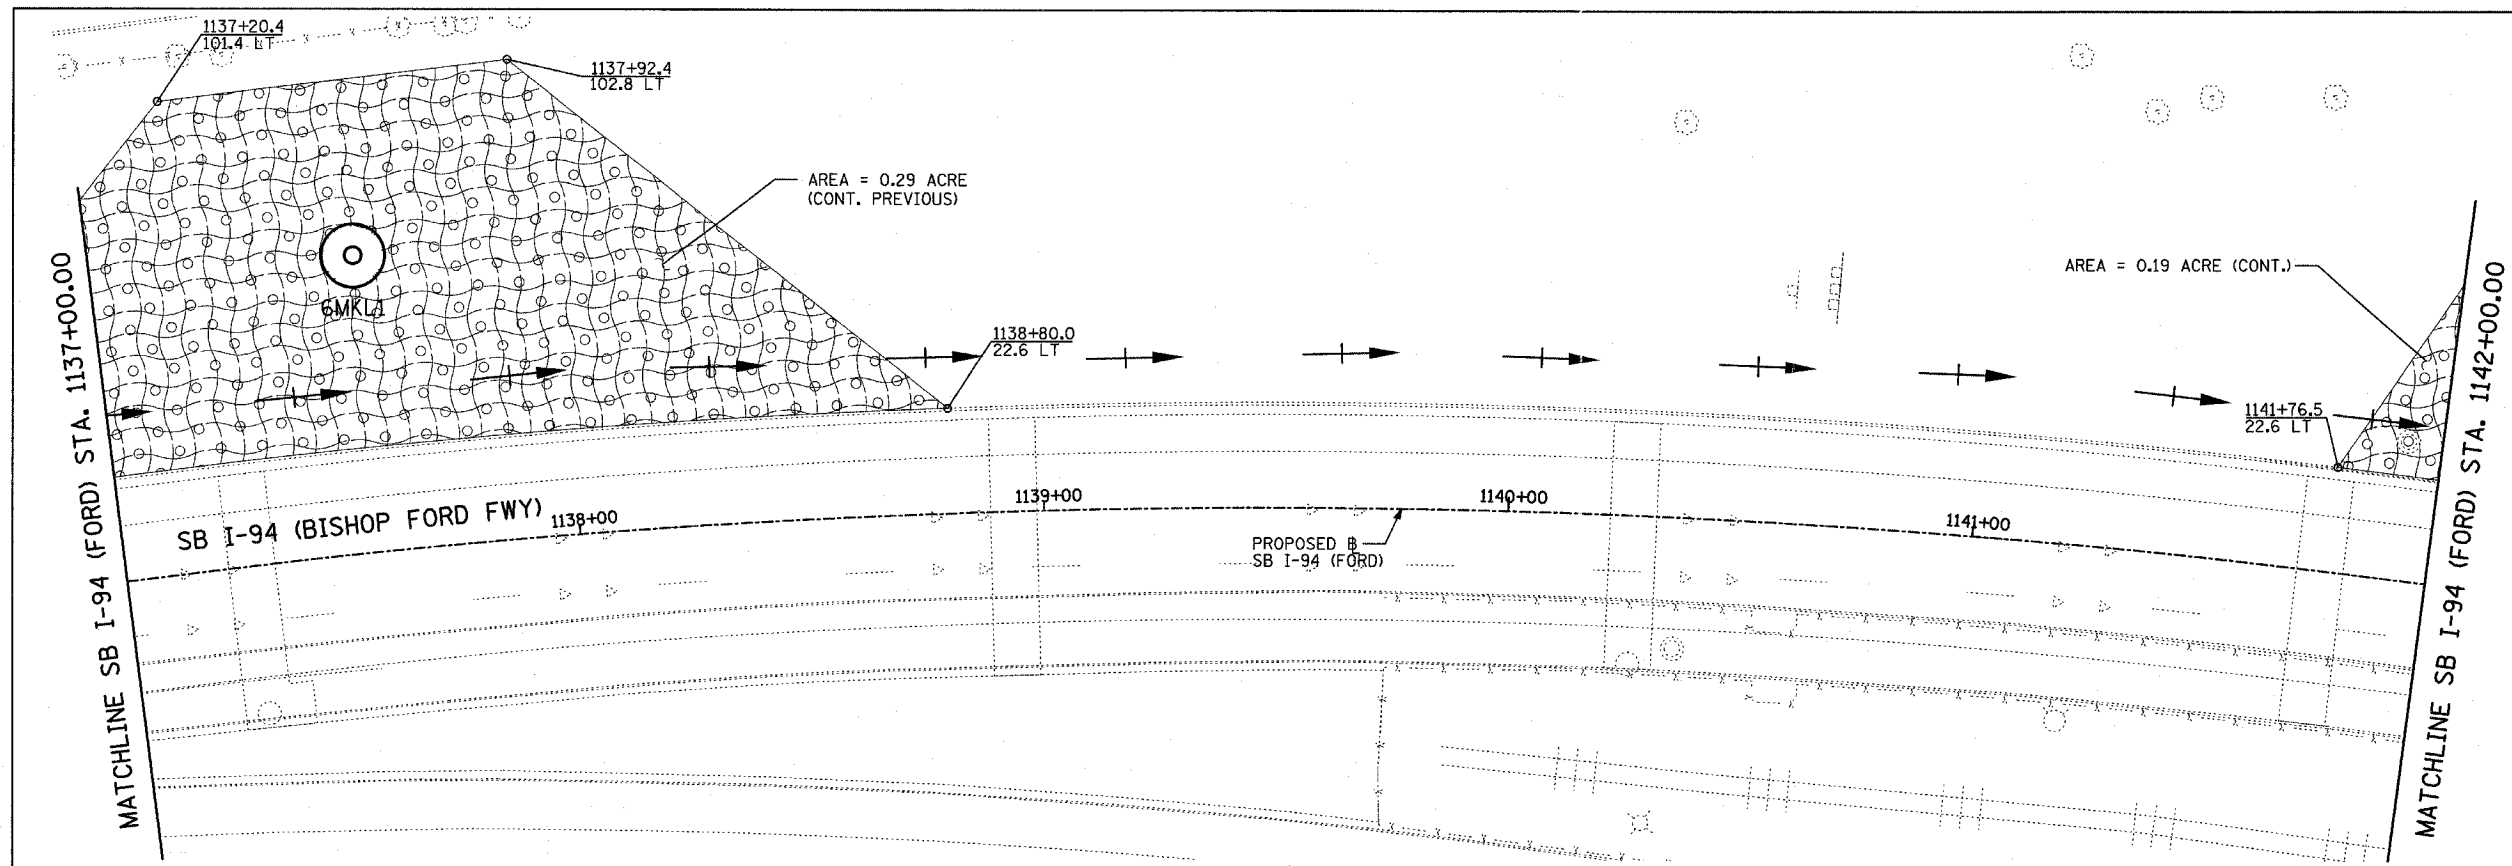 1137+20.4
101.4 LT
1137+92.4
102.8 LT
AREA = 0.29 ACRE
(CONT. PREVIOUS)
6MKL1
1138+80.0
22.6 LT
AREA = 0.19 ACRE (CONT.)
1141+76.5
22.6 LT
MATCHLINE SB I-94 (FORD) STA. 1137+00.00
SB I-94 (BISHOP FORD FWY)
1138+00
1139+00
1140+00
1141+00
PROPOSED B
SB I-94 (FORD)
MATCHLINE SB I-94 (FORD) STA. 1142+00.00